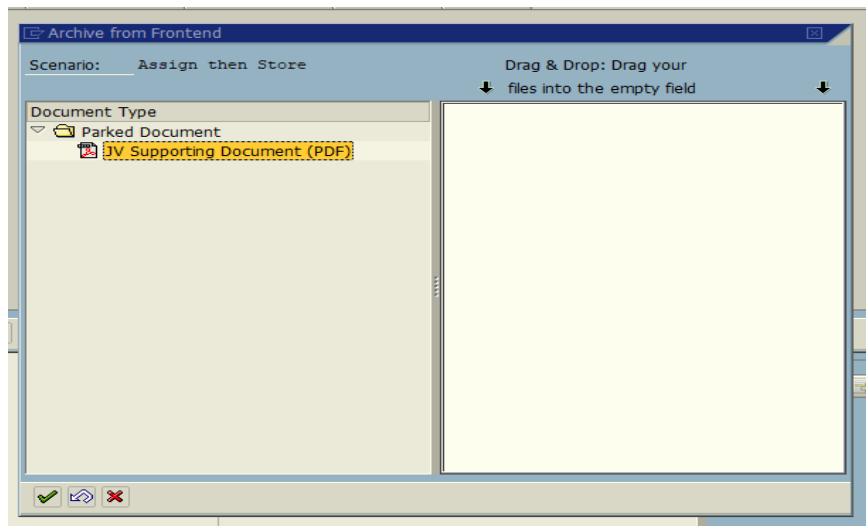 Archive from Frontend
Scenario: Assign then Store
Drag & Drop: Drag your
files into the empty field
Document Type
Parked Document
JV Supporting Document (PDF)